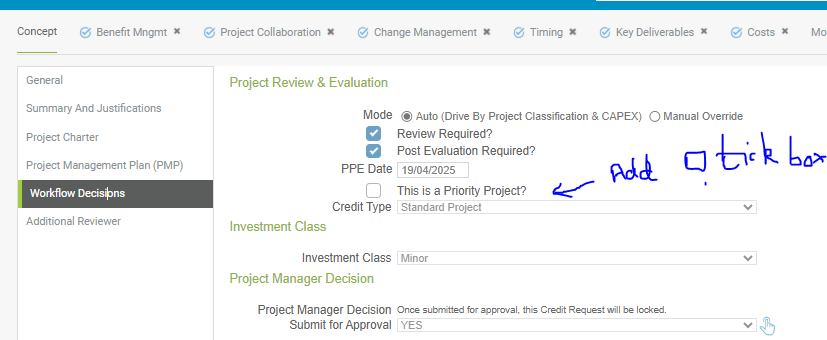 Concept Benefit Mngmt Project Collaboration Change Management Timing Key Deliverables Costs Mo
General
Summary And Justifications
Project Charter
Project Management Plan (PMP)
Workflow Decisions
Additional Reviewer
Project Review & Evaluation
Mode Auto (Drive By Project Classification & CAPEX) Manual Override
Review Required?
Post Evaluation Required?
PPE Date 19/04/2025
This is a Priority Project?
Add tick box
Credit Type Standard Project
Investment Class
Investment Class Minor
Project Manager Decision
Project Manager Decision Once submitted for approval, this Credit Request will be locked.
Submit for Approval YES